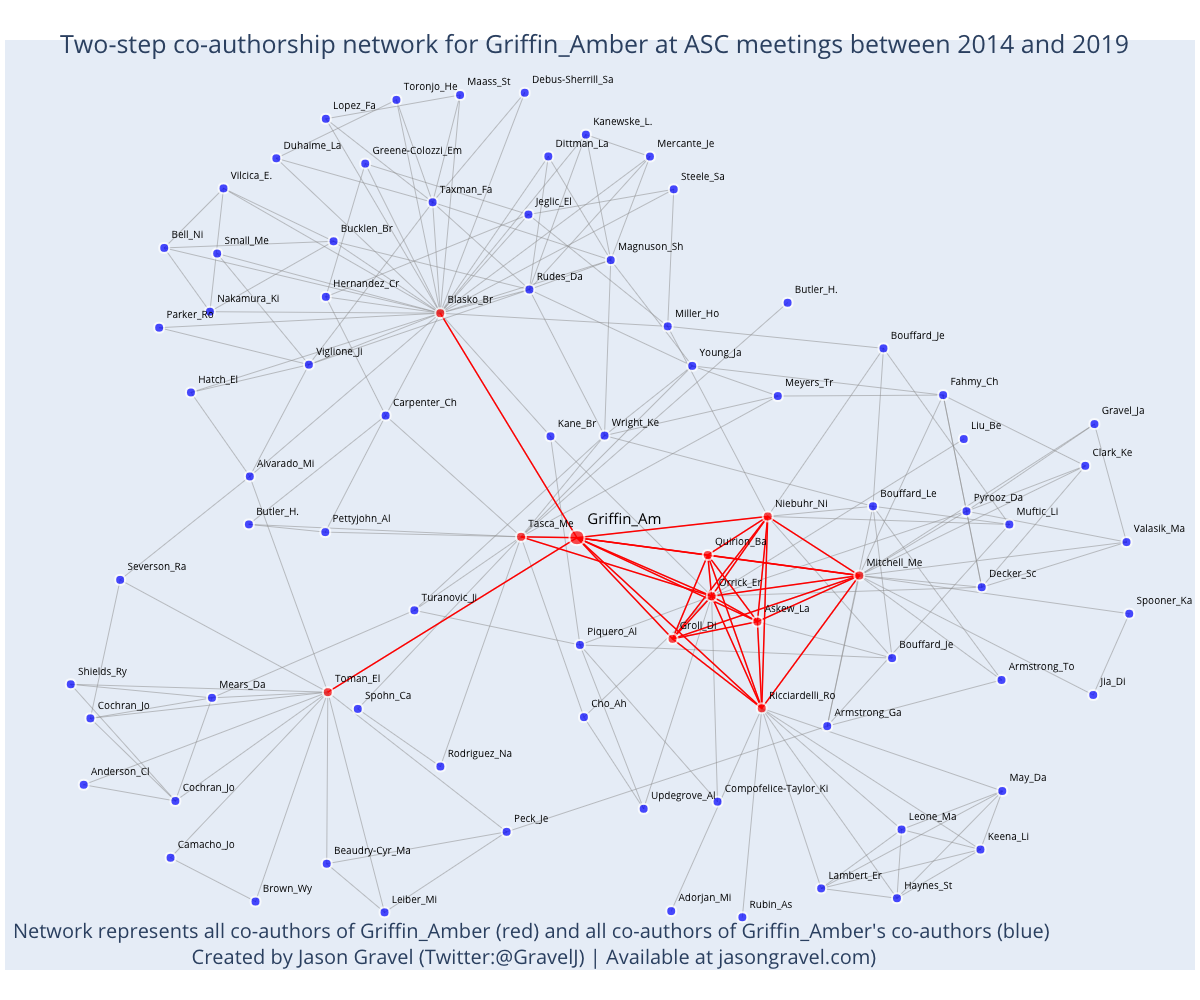 Two-step co-authorship network for Griffin_Amber at ASC meetings between 2014 and 2019
Debus-Sherrill_Sa
Maass_St
Toronjo_He
Lopez_Fa
Kanewske_L.
Dittman_La
Mercante_Je
Duhaime_La
Greene-Colozzi_Em
Vilcica_E.
Steele_Sa
Taxman_Fa
Jeglic_El
Bucklen_Br
Bell_Ni
Small_Me
Magnuson_Sh
Rudes_Da
Hernandez_Cr
Butler_H.
Nakamura_Ki
Blasko_Br
Parker_Ro
Miller_Ho
Bouffard_Je
Viglione_Ji
Young_Ja
Hatch_El
Meyers_Tr
Fahmy_Ch
Carpenter_Ch
Gravel_Ja
Kane_Br
Wright_Ke
Liu_Be
Clark_Ke
Alvarado_Mi
Bouffard_Le
Pyrooz_Da
Niebuhr_Ni
Muftic_Li
Butler_H.
Pettyjohn_Al
Griffin_Am
Tasca_Me
Valasik_Ma
Quirion_Ba
Mitchell_Me
Severson_Ra
Decker_Sc
Orrick_Er
Turanovic_Ji
Askew_La
Spooner_Ka
Groll_Di
Piquero_Al
Bouffard_Je
Shields_Ry
Armstrong_To
Toman_El
Mears_Da
Jia_Di
Spohn_Ca
Ricciardelli_Ro
Cochran_Jo
Cho_Ah
Armstrong_Ga
Rodriguez_Na
Anderson_Cl
May_Da
Cochran_Jo
Updegrove_Al
Compofelice-Taylor_Ki
Peck_Je
Leone_Ma
Keena_Li
Camacho_Jo
Beaudry-Cyr_Ma
Lambert_Er
Haynes_St
Brown_Wy
Leiber_Mi
Adorjan_Mi
Rubin_As
Network represents all co-authors of Griffin_Amber (red) and all co-authors of Griffin_Amber's co-authors (blue)
Created by Jason Gravel (Twitter:@GravelJ) | Available at jasongravel.com)